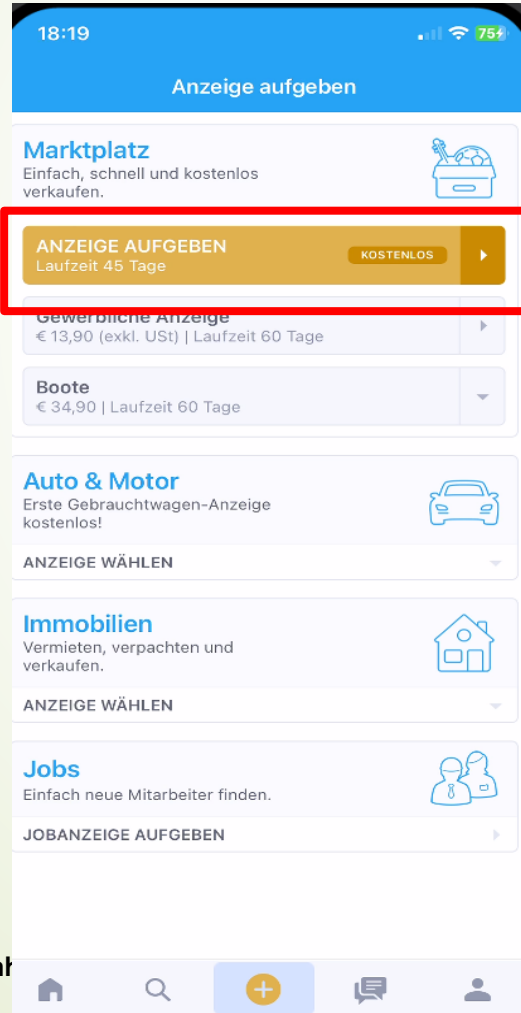 18:19
75
Anzeige aufgeben
Marktplatz
Einfach, schnell und kostenlos
verkaufen.
ANZEIGE AUFGEBEN
Laufzeit 45 Tage
KOSTENLOS
Gewerbliche Anzeige
€ 13,90 (exkl. USt) | Laufzeit 60 Tage
Boote
€ 34,90 | Laufzeit 60 Tage
Auto & Motor
Erste Gebrauchtwagen-Anzeige
kostenlos!
ANZEIGE WÄHLEN
Immobilien
Vermieten, verpachten und
verkaufen.
ANZEIGE WÄHLEN
Jobs
Einfach neue Mitarbeiter finden.
JOBANZEIGE AUFGEBEN